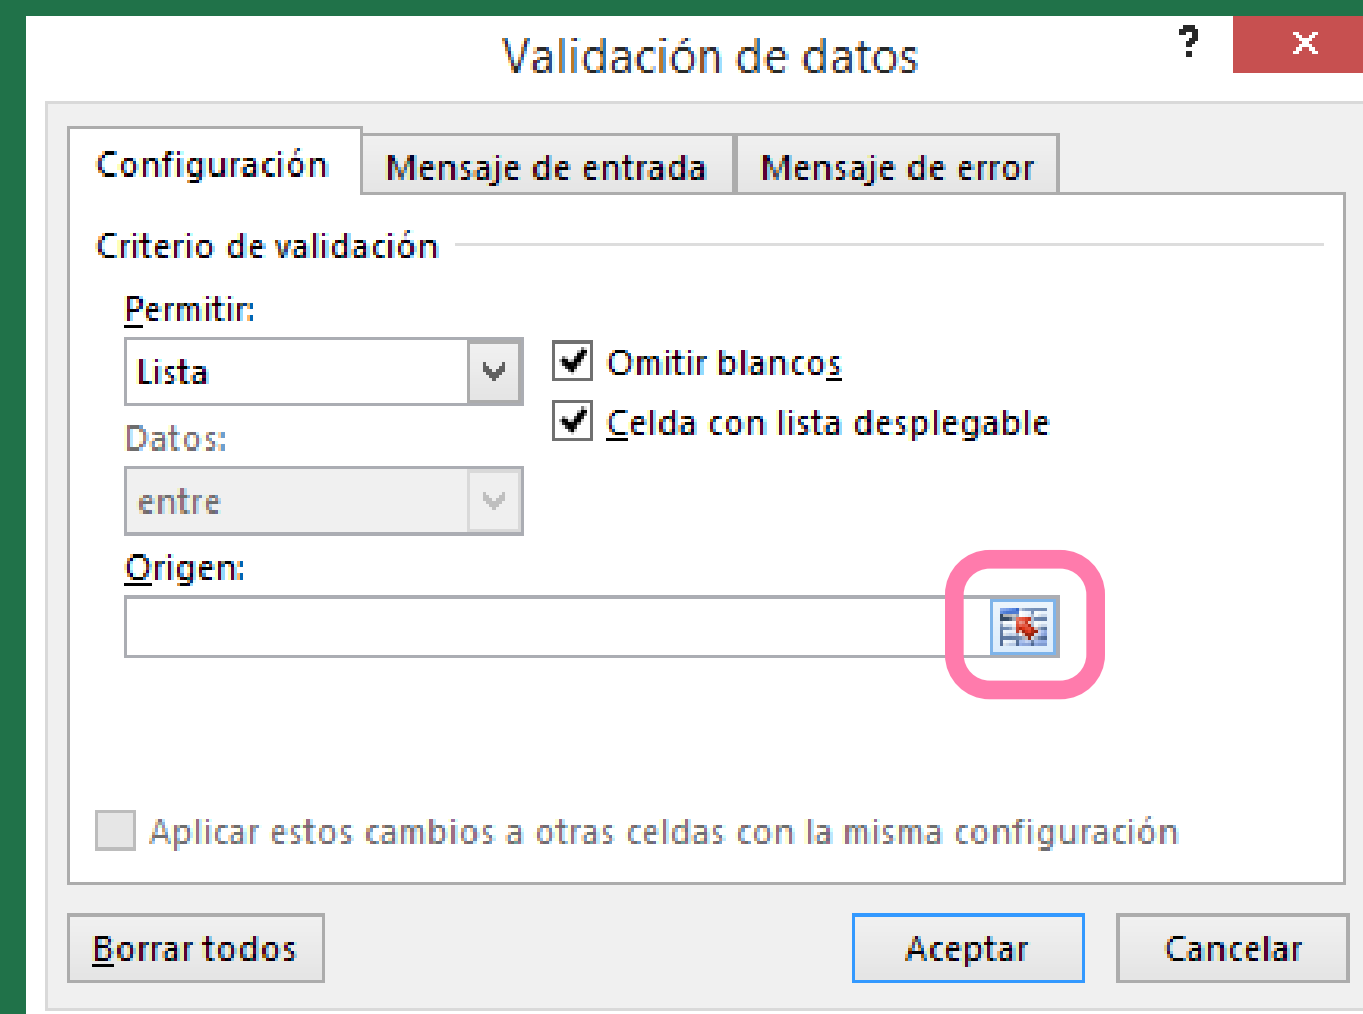 Validación de datos ?
Configuración Mensaje de entrada Mensaje de error
Criterio de validación
Permitir:
Lista
Omitir blancos
Celda con lista desplegable
Datos:
entre
Origen:
Aplicar estos cambios a otras celdas con la misma configuración
Borrar todos Aceptar Cancelar